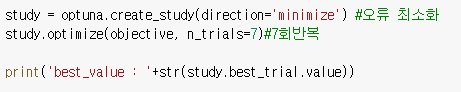 study = optuna.create_study(direction='minimize') #오류 최소화
study.optimize(objective, n_trials=7)#7회반복
print('best_value : '+str(study.best_trial.value))